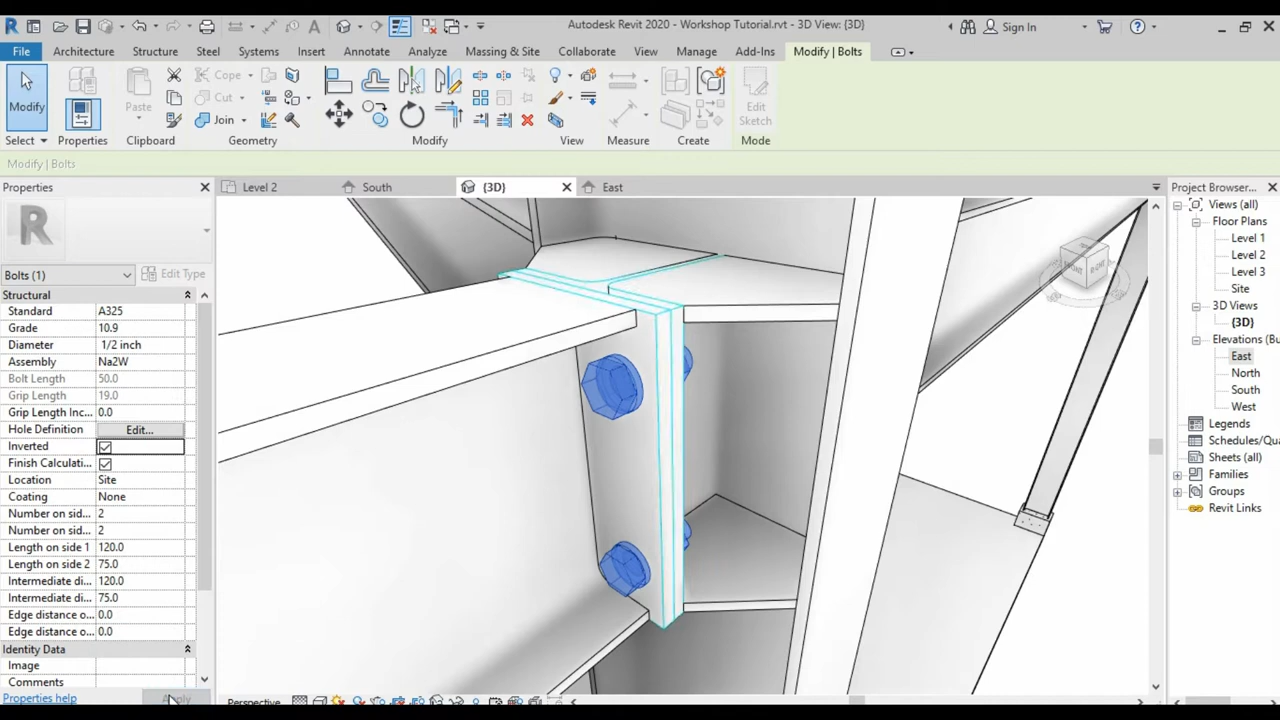 Autodesk Revit 2020 - Workshop Tutorial.rvt - 3D View: {3D}
Sign In
File Architecture Structure Steel Systems Insert Annotate Analyze Massing & Site Collaborate View Manage Add-Ins Modify | Bolts
Modify Paste Cope Cut Join Edit Sketch
Select Properties Clipboard Geometry Modify View Measure Create Mode
Modify | Bolts
Properties
Level 2 South {3D} East
Project Browser...
Bolts (1) Edit Type
Structural
Standard A325
Grade 10.9
Diameter 1/2 inch
Assembly Na2W
Bolt Length 50.0
Grip Length 19.0
Grip Length Inc... 0.0
Hole Definition Edit...
Inverted
Finish Calculati...
Location Site
Coating None
Number on sid... 2
Number on sid... 2
Length on side 1 120.0
Length on side 2 75.0
Intermediate di... 120.0
Intermediate di... 75.0
Edge distance o... 0.0
Edge distance o... 0.0
Identity Data
Image
Comments
Properties help Apply
Perspective
FRONT RIGHT
Views (all)
Floor Plans
Level 1
Level 2
Level 3
Site
3D Views
{3D}
Elevations (Bu
East
North
South
West
Legends
Schedules/Qua
Sheets (all)
Families
Groups
Revit Links